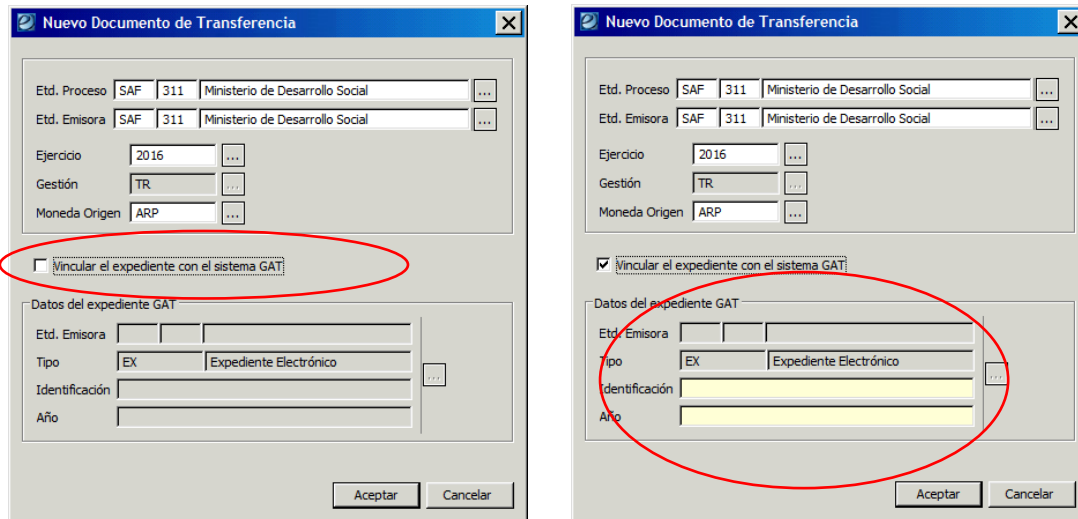 Nuevo Documento de Transferencia
Etd. Proceso SAF 311 Ministerio de Desarrollo Social ...
Etd. Emisora SAF 311 Ministerio de Desarrollo Social ...
Ejercicio 2016 ...
Gestión TR ...
Moneda Origen ARP ...
Vincular el expediente con el sistema GAT
Datos del expediente GAT
Etd. Emisora
Tipo EX Expediente Electrónico
...
Identificación
Año
Aceptar Cancelar
Nuevo Documento de Transferencia
Etd. Proceso SAF 311 Ministerio de Desarrollo Social ...
Etd. Emisora SAF 311 Ministerio de Desarrollo Social ...
Ejercicio 2016 ...
Gestión TR ...
Moneda Origen ARP ...
Vincular el expediente con el sistema GAT
Datos del expediente GAT
Etd. Emisora
Tipo EX Expediente Electrónico
...
Identificación
Año
Aceptar Cancelar